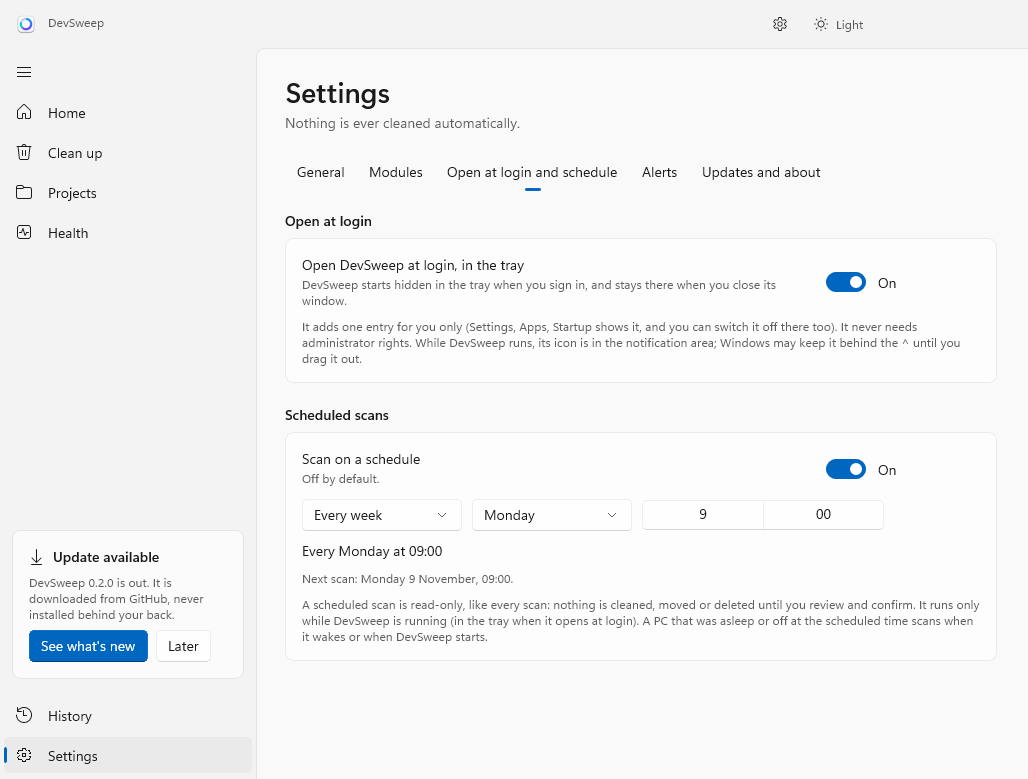 DevSweep
Light
Home
Clean up
Projects
Health
Update available
DevSweep 0.2.0 is out. It is
downloaded from GitHub, never
installed behind your back.
See what's new
Later
History
Settings
Settings
Nothing is ever cleaned automatically.
General
Modules
Open at login and schedule
Alerts
Updates and about
Open at login
Open DevSweep at login, in the tray
DevSweep starts hidden in the tray when you sign in, and stays there when you close its
window.
On
It adds one entry for you only (Settings, Apps, Startup shows it, and you can switch it off there too). It never needs
administrator rights. While DevSweep runs, its icon is in the notification area; Windows may keep it behind the ^ until you
drag it out.
Scheduled scans
Scan on a schedule
Off by default.
On
Every week
Monday
9
00
Every Monday at 09:00
Next scan: Monday 9 November, 09:00.
A scheduled scan is read-only, like every scan: nothing is cleaned, moved or deleted until you review and confirm. It runs only
while DevSweep is running (in the tray when it opens at login). A PC that was asleep or off at the scheduled time scans when
it wakes or when DevSweep starts.